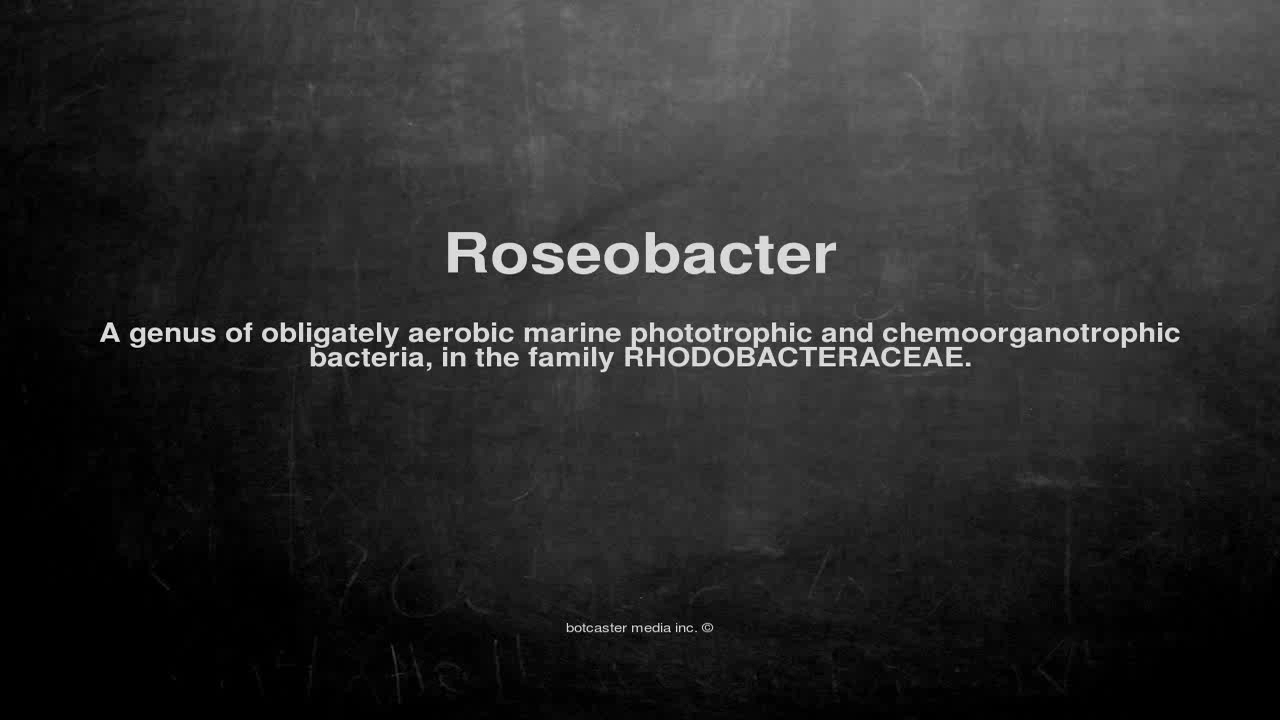 Roseobacter
A genus of obligately aerobic marine phototrophic and chemoorganotrophic
bacteria, in the family RHODOBACTERACEAE.
botcaster media inc. ©